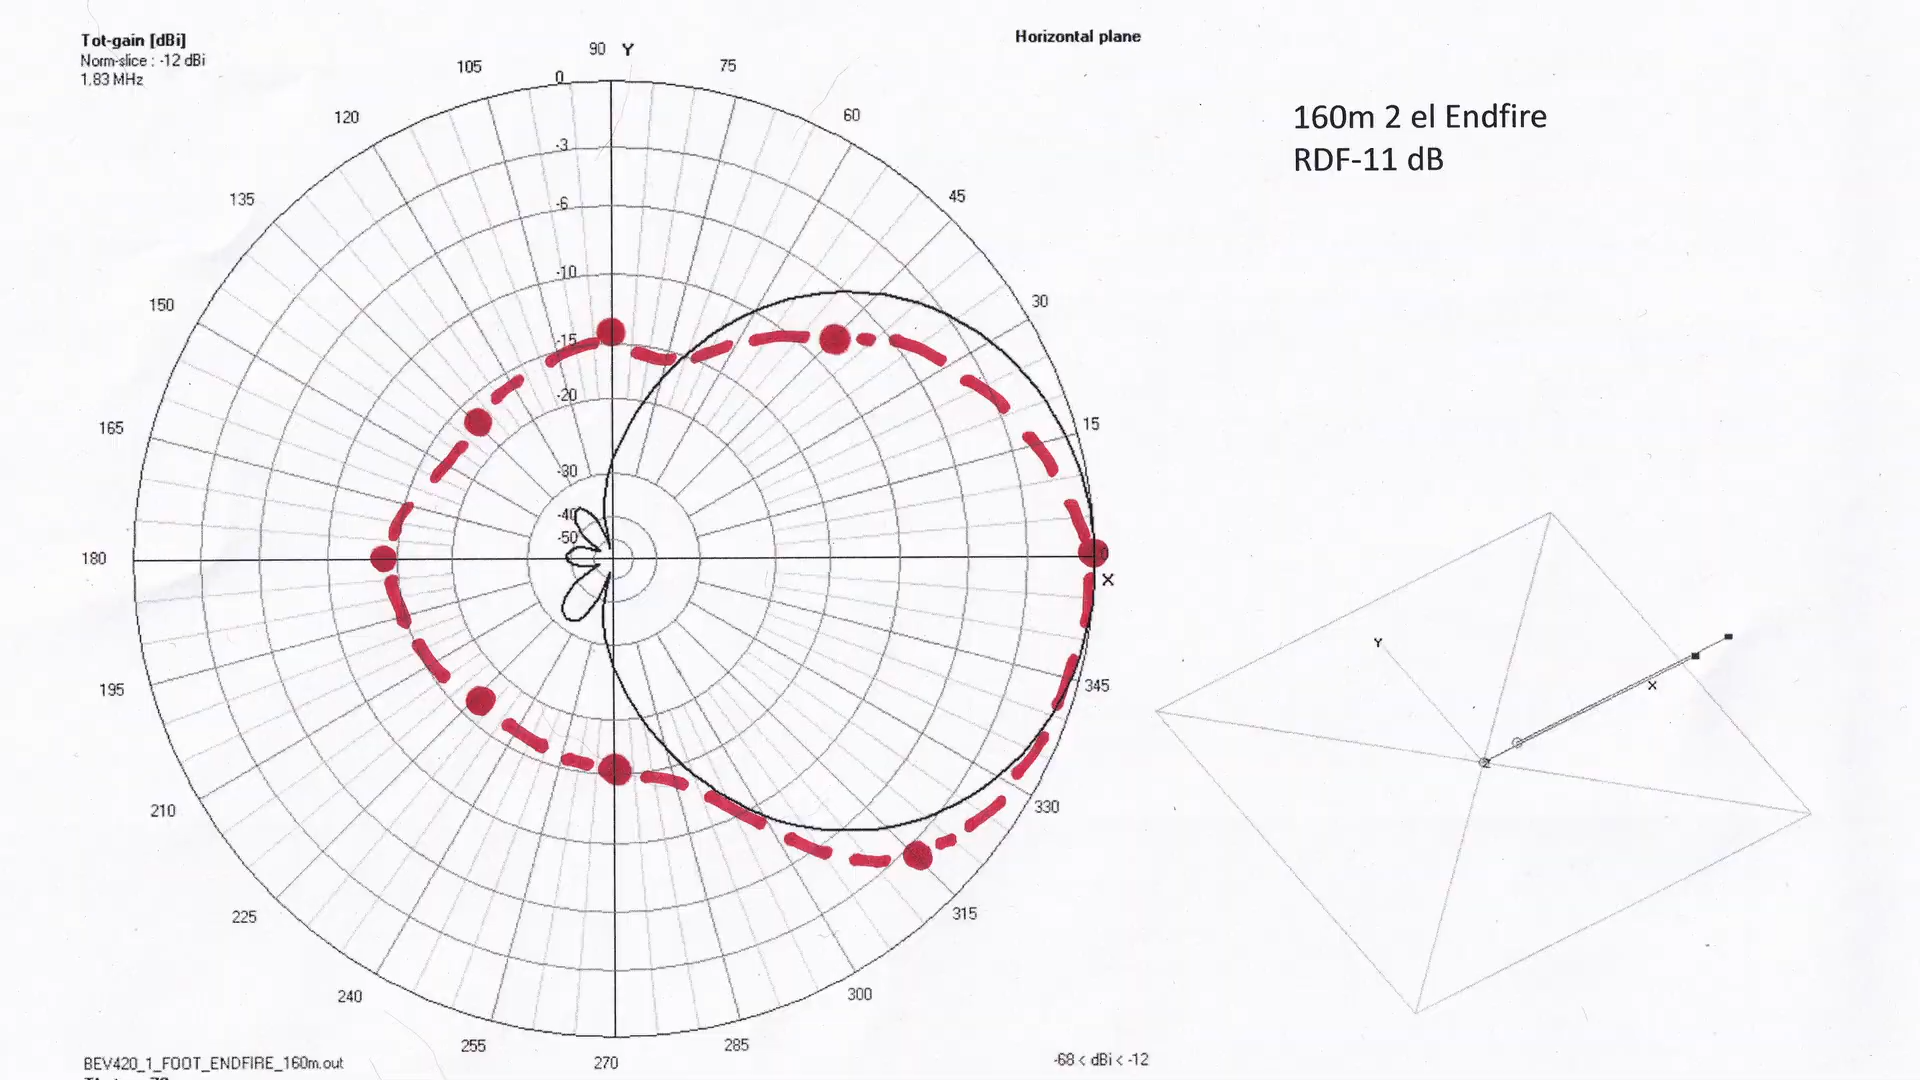 Tot-gain [dBi]
Norm-slice : -12 dBi
1.83 MHz
Horizontal plane
160m 2 el Endfire
RDF-11 dB
90 Y
105
75
120
60
135
45
150
30
165
15
180
0
X
195
345
210
330
225
315
240
300
255
285
270
0
-3
-6
-10
-15
-20
-30
-40
-50
Y
X
Z
BEV420_1_FOOT_ENDFIRE_160m.out
-68 < dBi < -12